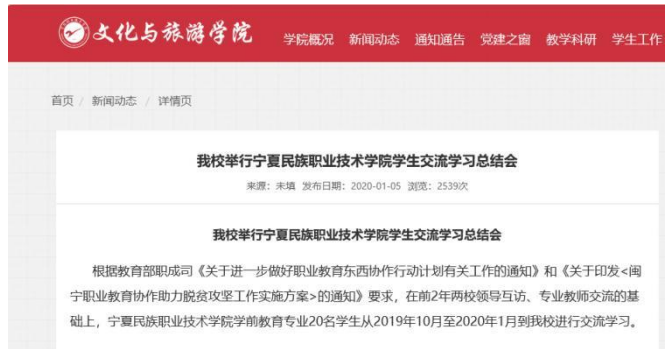 文化与旅游学院
学院概况 新闻动态 通知通告 党建之窗 教学科研 学生工作
首页 / 新闻动态 / 详情页
我校举行宁夏民族职业技术学院学生交流学习总结会
来源：未填 发布日期：2020-01-05 浏览：2539次
我校举行宁夏民族职业技术学院学生交流学习总结会
根据教育部职成司《关于进一步做好职业教育东西协作行动计划有关工作的通知》和《关于印发<闽
宁职业教育协作助力脱贫攻坚工作实施方案>的通知》要求，在前2年两校领导互访、专业教师交流的基
础上，宁夏民族职业技术学院学前教育专业20名学生从2019年10月至2020年1月到我校进行交流学习。